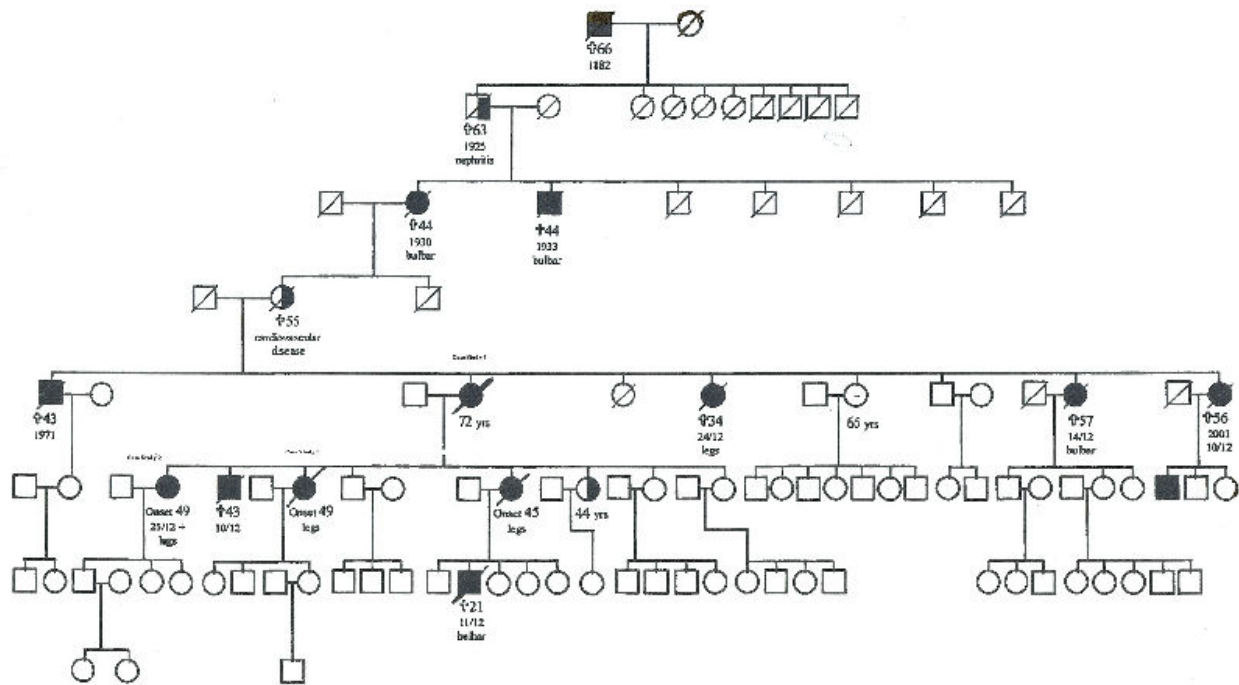 ✞66
1882
✞63
1925
nephritis
✞44
1930
bulbar
✞44
1933
bulbar
✞55
cardiovascular
disease
✞43
1971
72 yrs
✞34
24/12
legs
65 yrs
✞57
14/12
bulbar
✞56
2001
10/12
Onset 49
25/12 +
legs
✞43
10/12
Onset 49
legs
Onset 45
legs
44 yrs
✞21
11/12
bulbar